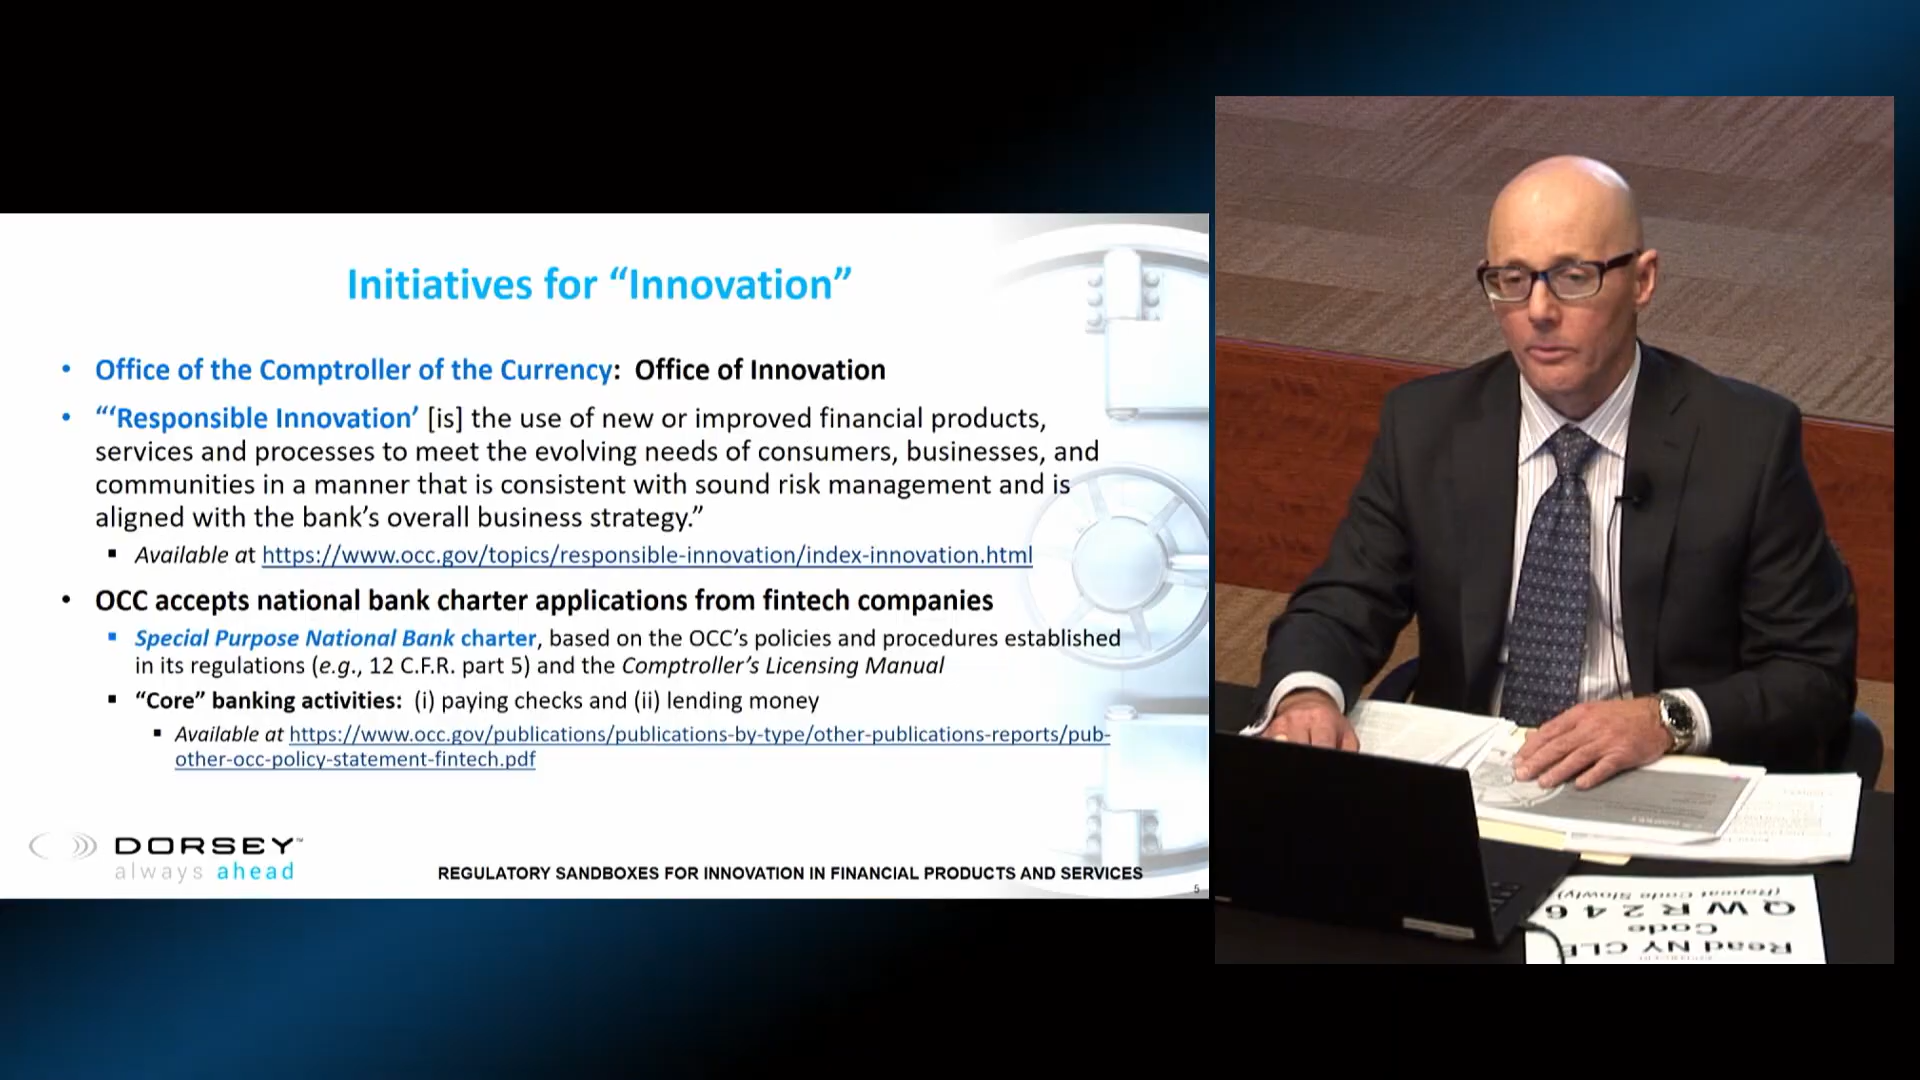 Initiatives for “Innovation”
• Office of the Comptroller of the Currency: Office of Innovation
• “‘Responsible Innovation’ [is] the use of new or improved financial products,
services and processes to meet the evolving needs of consumers, businesses, and
communities in a manner that is consistent with sound risk management and is
aligned with the bank’s overall business strategy.”
▪ Available at https://www.occ.gov/topics/responsible-innovation/index-innovation.html
• OCC accepts national bank charter applications from fintech companies
▪ Special Purpose National Bank charter, based on the OCC’s policies and procedures established
in its regulations (e.g., 12 C.F.R. part 5) and the Comptroller’s Licensing Manual
▪ “Core” banking activities: (i) paying checks and (ii) lending money
▪ Available at https://www.occ.gov/publications/publications-by-type/other-publications-reports/pub-
other-occ-policy-statement-fintech.pdf
DORSEY™
always ahead
REGULATORY SANDBOXES FOR INNOVATION IN FINANCIAL PRODUCTS AND SERVICES
5
Read NY CLE
Code
QWR246
(Repeat Code Slowly)